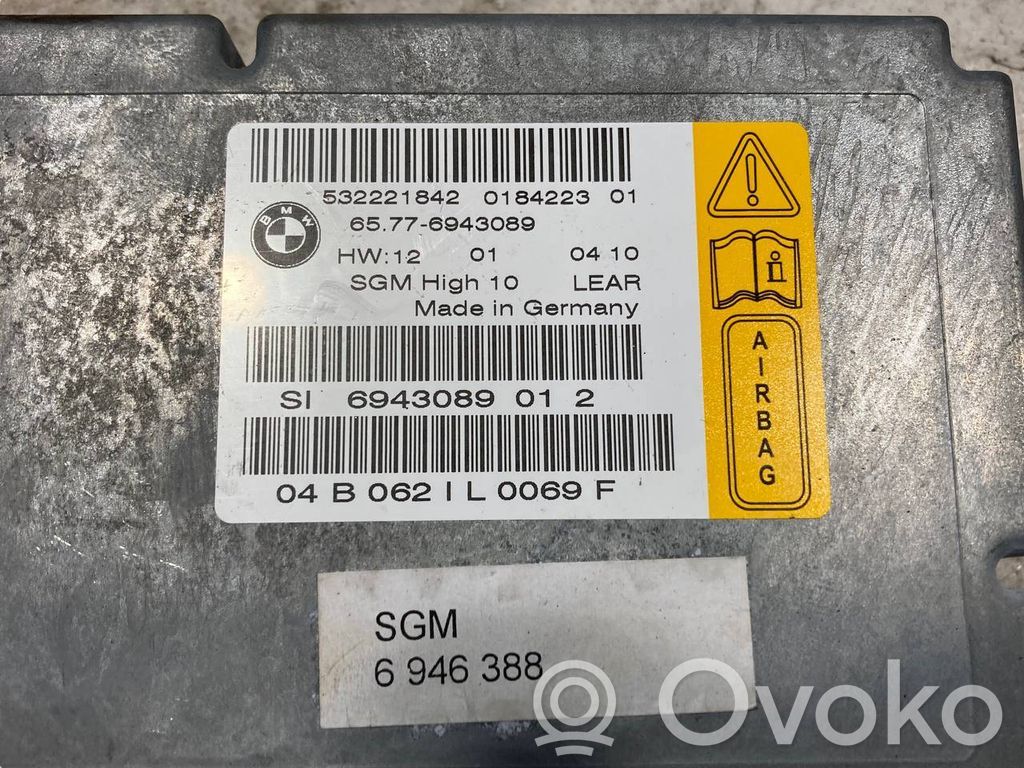 532221842 0184223 01
65.77-6943089
BMW
HW:12 01 04 10
SGM High 10 LEAR
Made in Germany
SI 6943089 01 2
04 B 062 I L 0069 F
AIRBAG
SGM
6 946 388
Ovoko